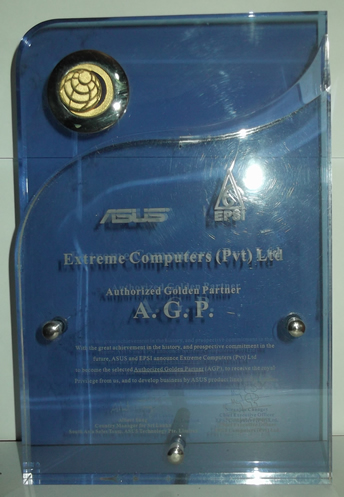 ASUS
EPSI
Extreme Computers (Pvt) Ltd
Authorized Golden Partner
A. G. P.
With the great achievement in the history, and prospective commitment in the
future, ASUS and EPSI announce Extreme Computers (Pvt) Ltd
to become the selected Authorized Golden Partner (AGP), to receive the most
privilege from us, and to develop business for ASUS product